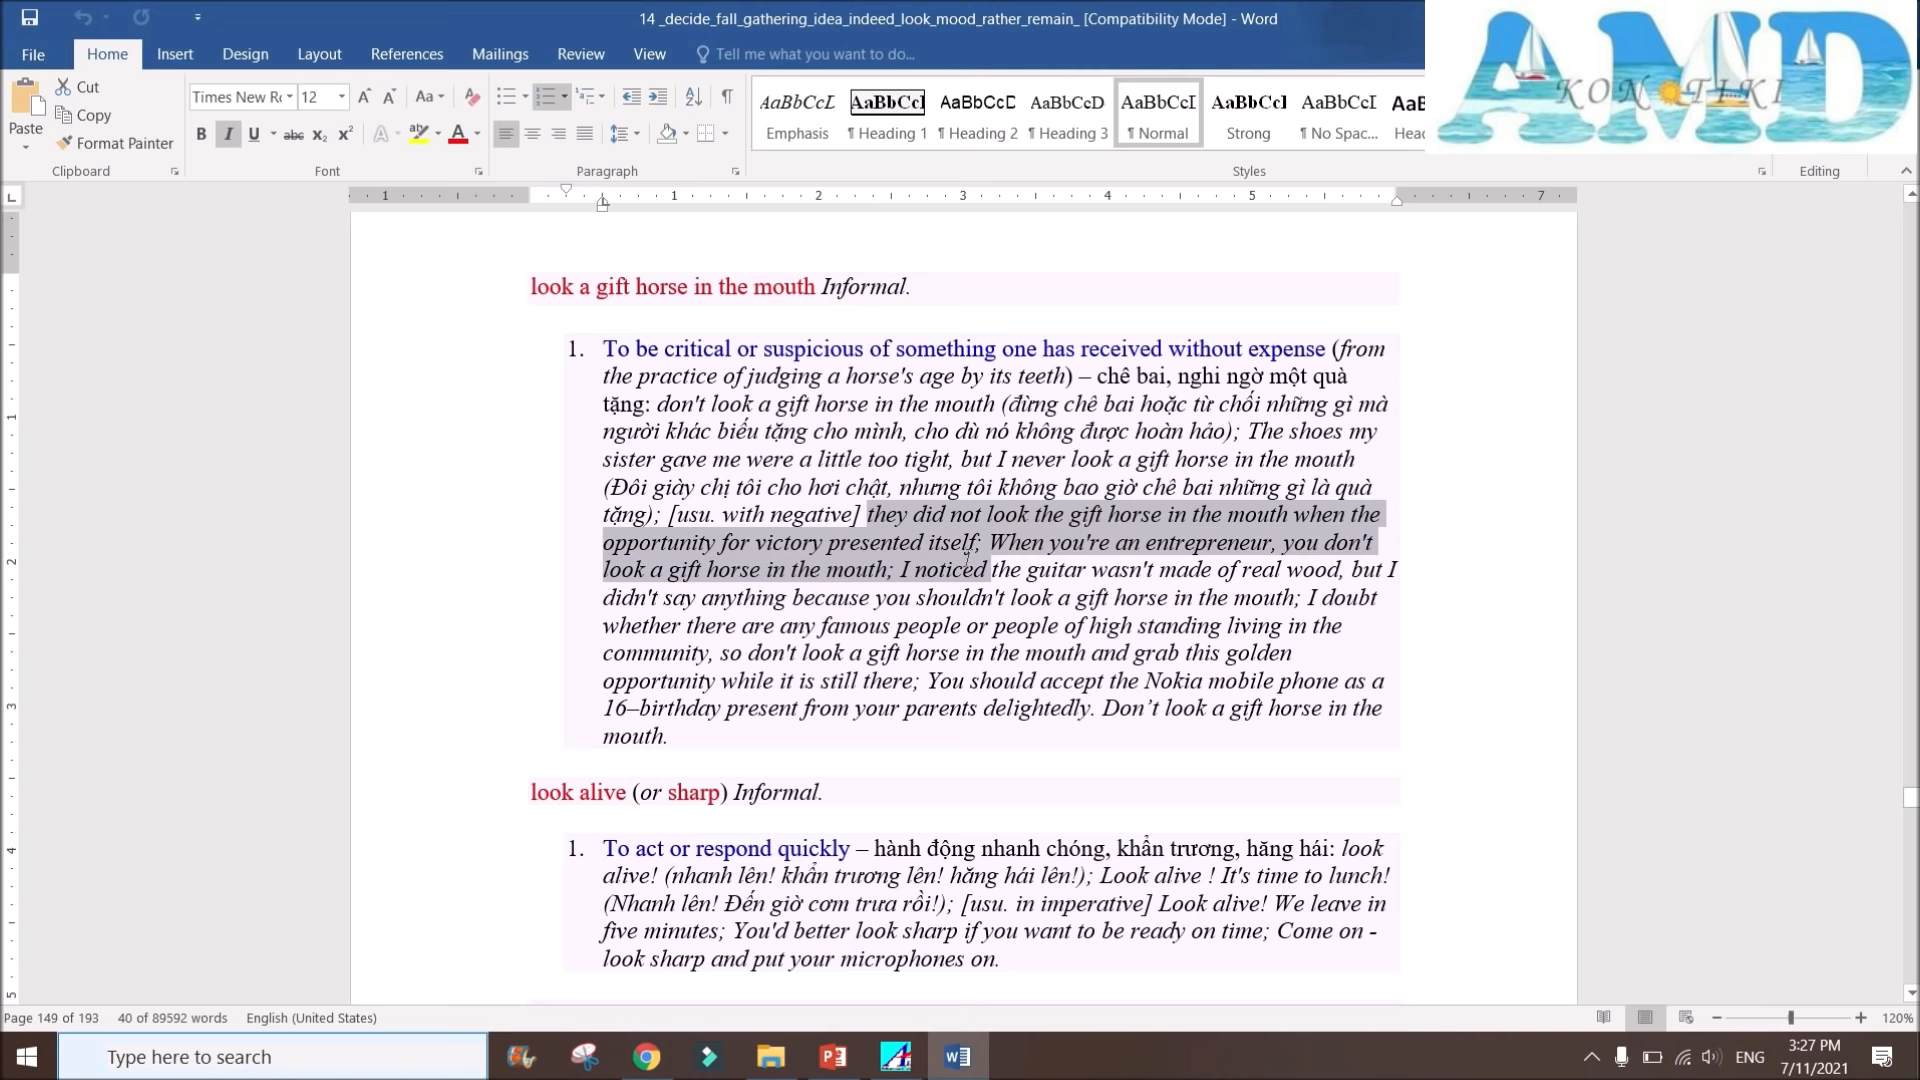 14 _decide_fall_gathering_idea_indeed_look_mood_rather_remain_ [Compatibility Mode] - Word
File Home Insert Design Layout References Mailings Review View Tell me what you want to do...
AMD
KON TIKI
Paste
Cut
Copy
Format Painter
Clipboard
Times New Ro 12
Font
Paragraph
AaBbCcL AaBbCcI AaBbCcD AaBbCcD AaBbCcI AaBbCcI AaBbCcI AaB
Emphasis ¶ Heading 1 ¶ Heading 2 ¶ Heading 3 ¶ Normal Strong ¶ No Spac... Head
Styles
Editing
1 1 2 3 4 5 7
look a gift horse in the mouth Informal.
1. To be critical or suspicious of something one has received without expense (from
the practice of judging a horse's age by its teeth) – chê bai, nghi ngờ một quà
tặng: don't look a gift horse in the mouth (đừng chê bai hoặc từ chối những gì mà
người khác biếu tặng cho mình, cho dù nó không được hoàn hảo); The shoes my
sister gave me were a little too tight, but I never look a gift horse in the mouth
(Đôi giày chị tôi cho hơi chật, nhưng tôi không bao giờ chê bai những gì là quà
tặng); [usu. with negative] they did not look the gift horse in the mouth when the
opportunity for victory presented itself; When you're an entrepreneur, you don't
look a gift horse in the mouth; I noticed the guitar wasn't made of real wood, but I
didn't say anything because you shouldn't look a gift horse in the mouth; I doubt
whether there are any famous people or people of high standing living in the
community, so don't look a gift horse in the mouth and grab this golden
opportunity while it is still there; You should accept the Nokia mobile phone as a
16–birthday present from your parents delightedly. Don’t look a gift horse in the
mouth.
look alive (or sharp) Informal.
1. To act or respond quickly – hành động nhanh chóng, khẩn trương, hăng hái: look
alive! (nhanh lên! khẩn trương lên! hăng hái lên!); Look alive ! It's time to lunch!
(Nhanh lên! Đến giờ cơm trưa rồi!); [usu. in imperative] Look alive! We leave in
five minutes; You'd better look sharp if you want to be ready on time; Come on -
look sharp and put your microphones on.
Page 149 of 193 40 of 89592 words English (United States) 120%
Type here to search
ENG
3:27 PM
7/11/2021